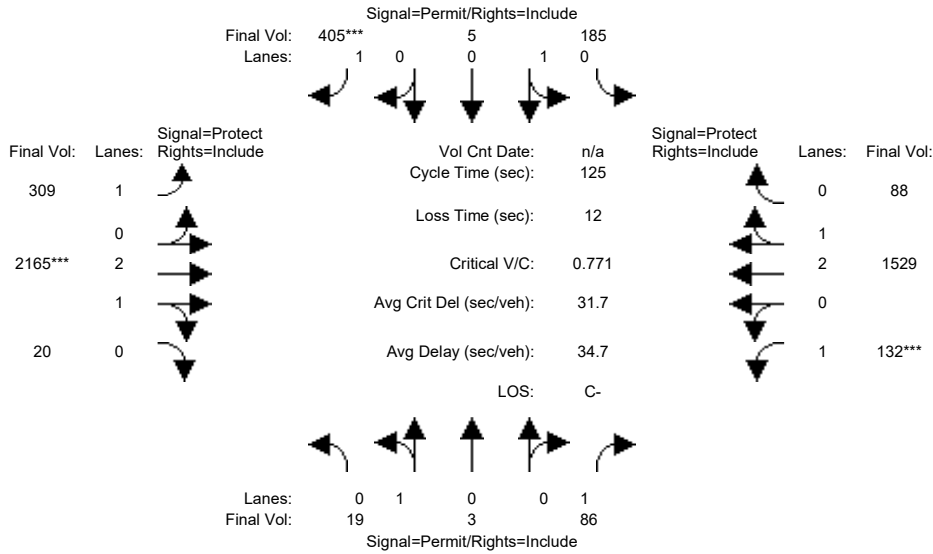 Signal=Permit/Rights=Include
Final Vol: 405*** 5 185
Lanes: 1 0 0 1 0
Signal=Protect
Final Vol: Lanes: Rights=Include
Vol Cnt Date: n/a
Signal=Protect
Rights=Include Lanes: Final Vol:
Cycle Time (sec): 125
309 1
0 88
Loss Time (sec): 12
0
1
2165*** 2
Critical V/C: 0.771
2 1529
1
Avg Crit Del (sec/veh): 31.7
0
20 0
Avg Delay (sec/veh): 34.7
1 132***
LOS: C-
Lanes: 0 1 0 0 1
Final Vol: 19 3 86
Signal=Permit/Rights=Include